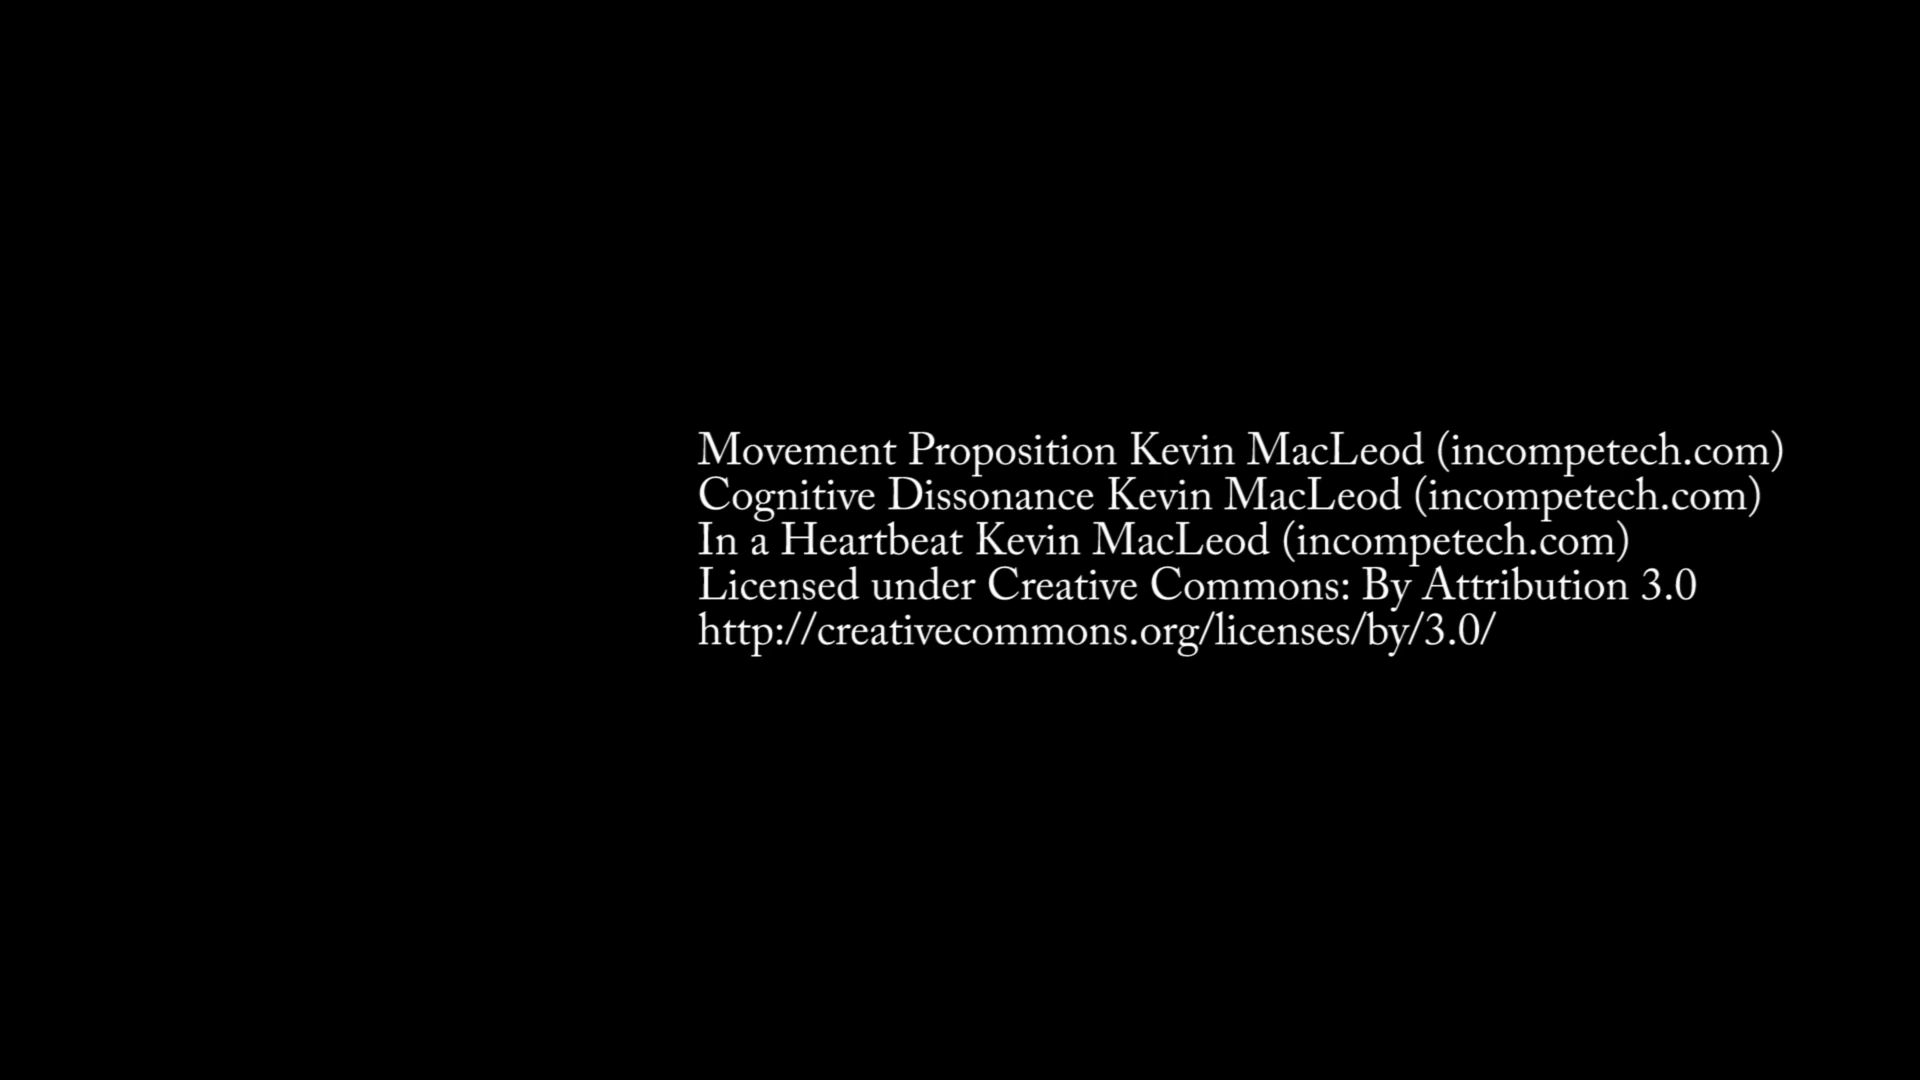 Movement Proposition Kevin MacLeod (incompetech.com)
Cognitive Dissonance Kevin MacLeod (incompetech.com)
In a Heartbeat Kevin MacLeod (incompetech.com)
Licensed under Creative Commons: By Attribution 3.0
http://creativecommons.org/licenses/by/3.0/